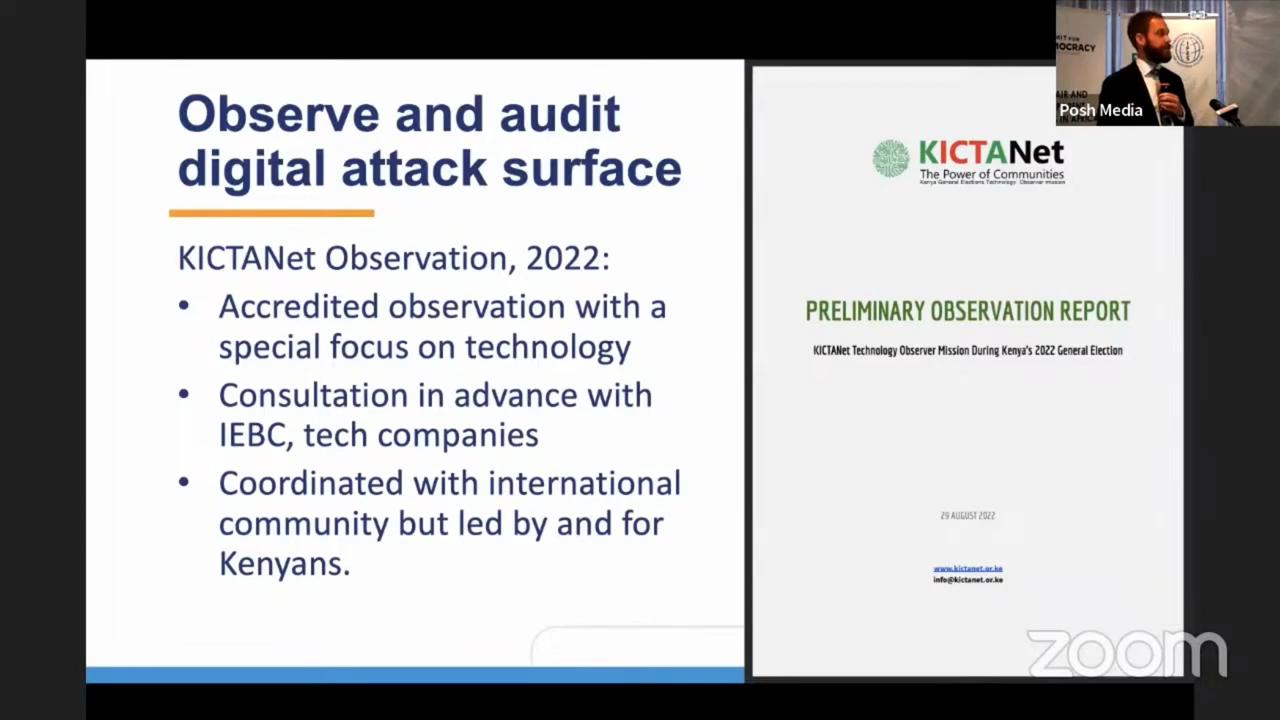 Observe and audit
digital attack surface
KICTANet Observation, 2022:
• Accredited observation with a
special focus on technology
• Consultation in advance with
IEBC, tech companies
• Coordinated with international
community but led by and for
Kenyans.
KICTANet
The Power of Communities
Kenya General Elections Technology Observer mission
PRELIMINARY OBSERVATION REPORT
KICTANet Technology Observer Mission During Kenya's 2022 General Election
29 AUGUST 2022
www.kictanet.or.ke
info@kictanet.or.ke
Posh Media
zoom